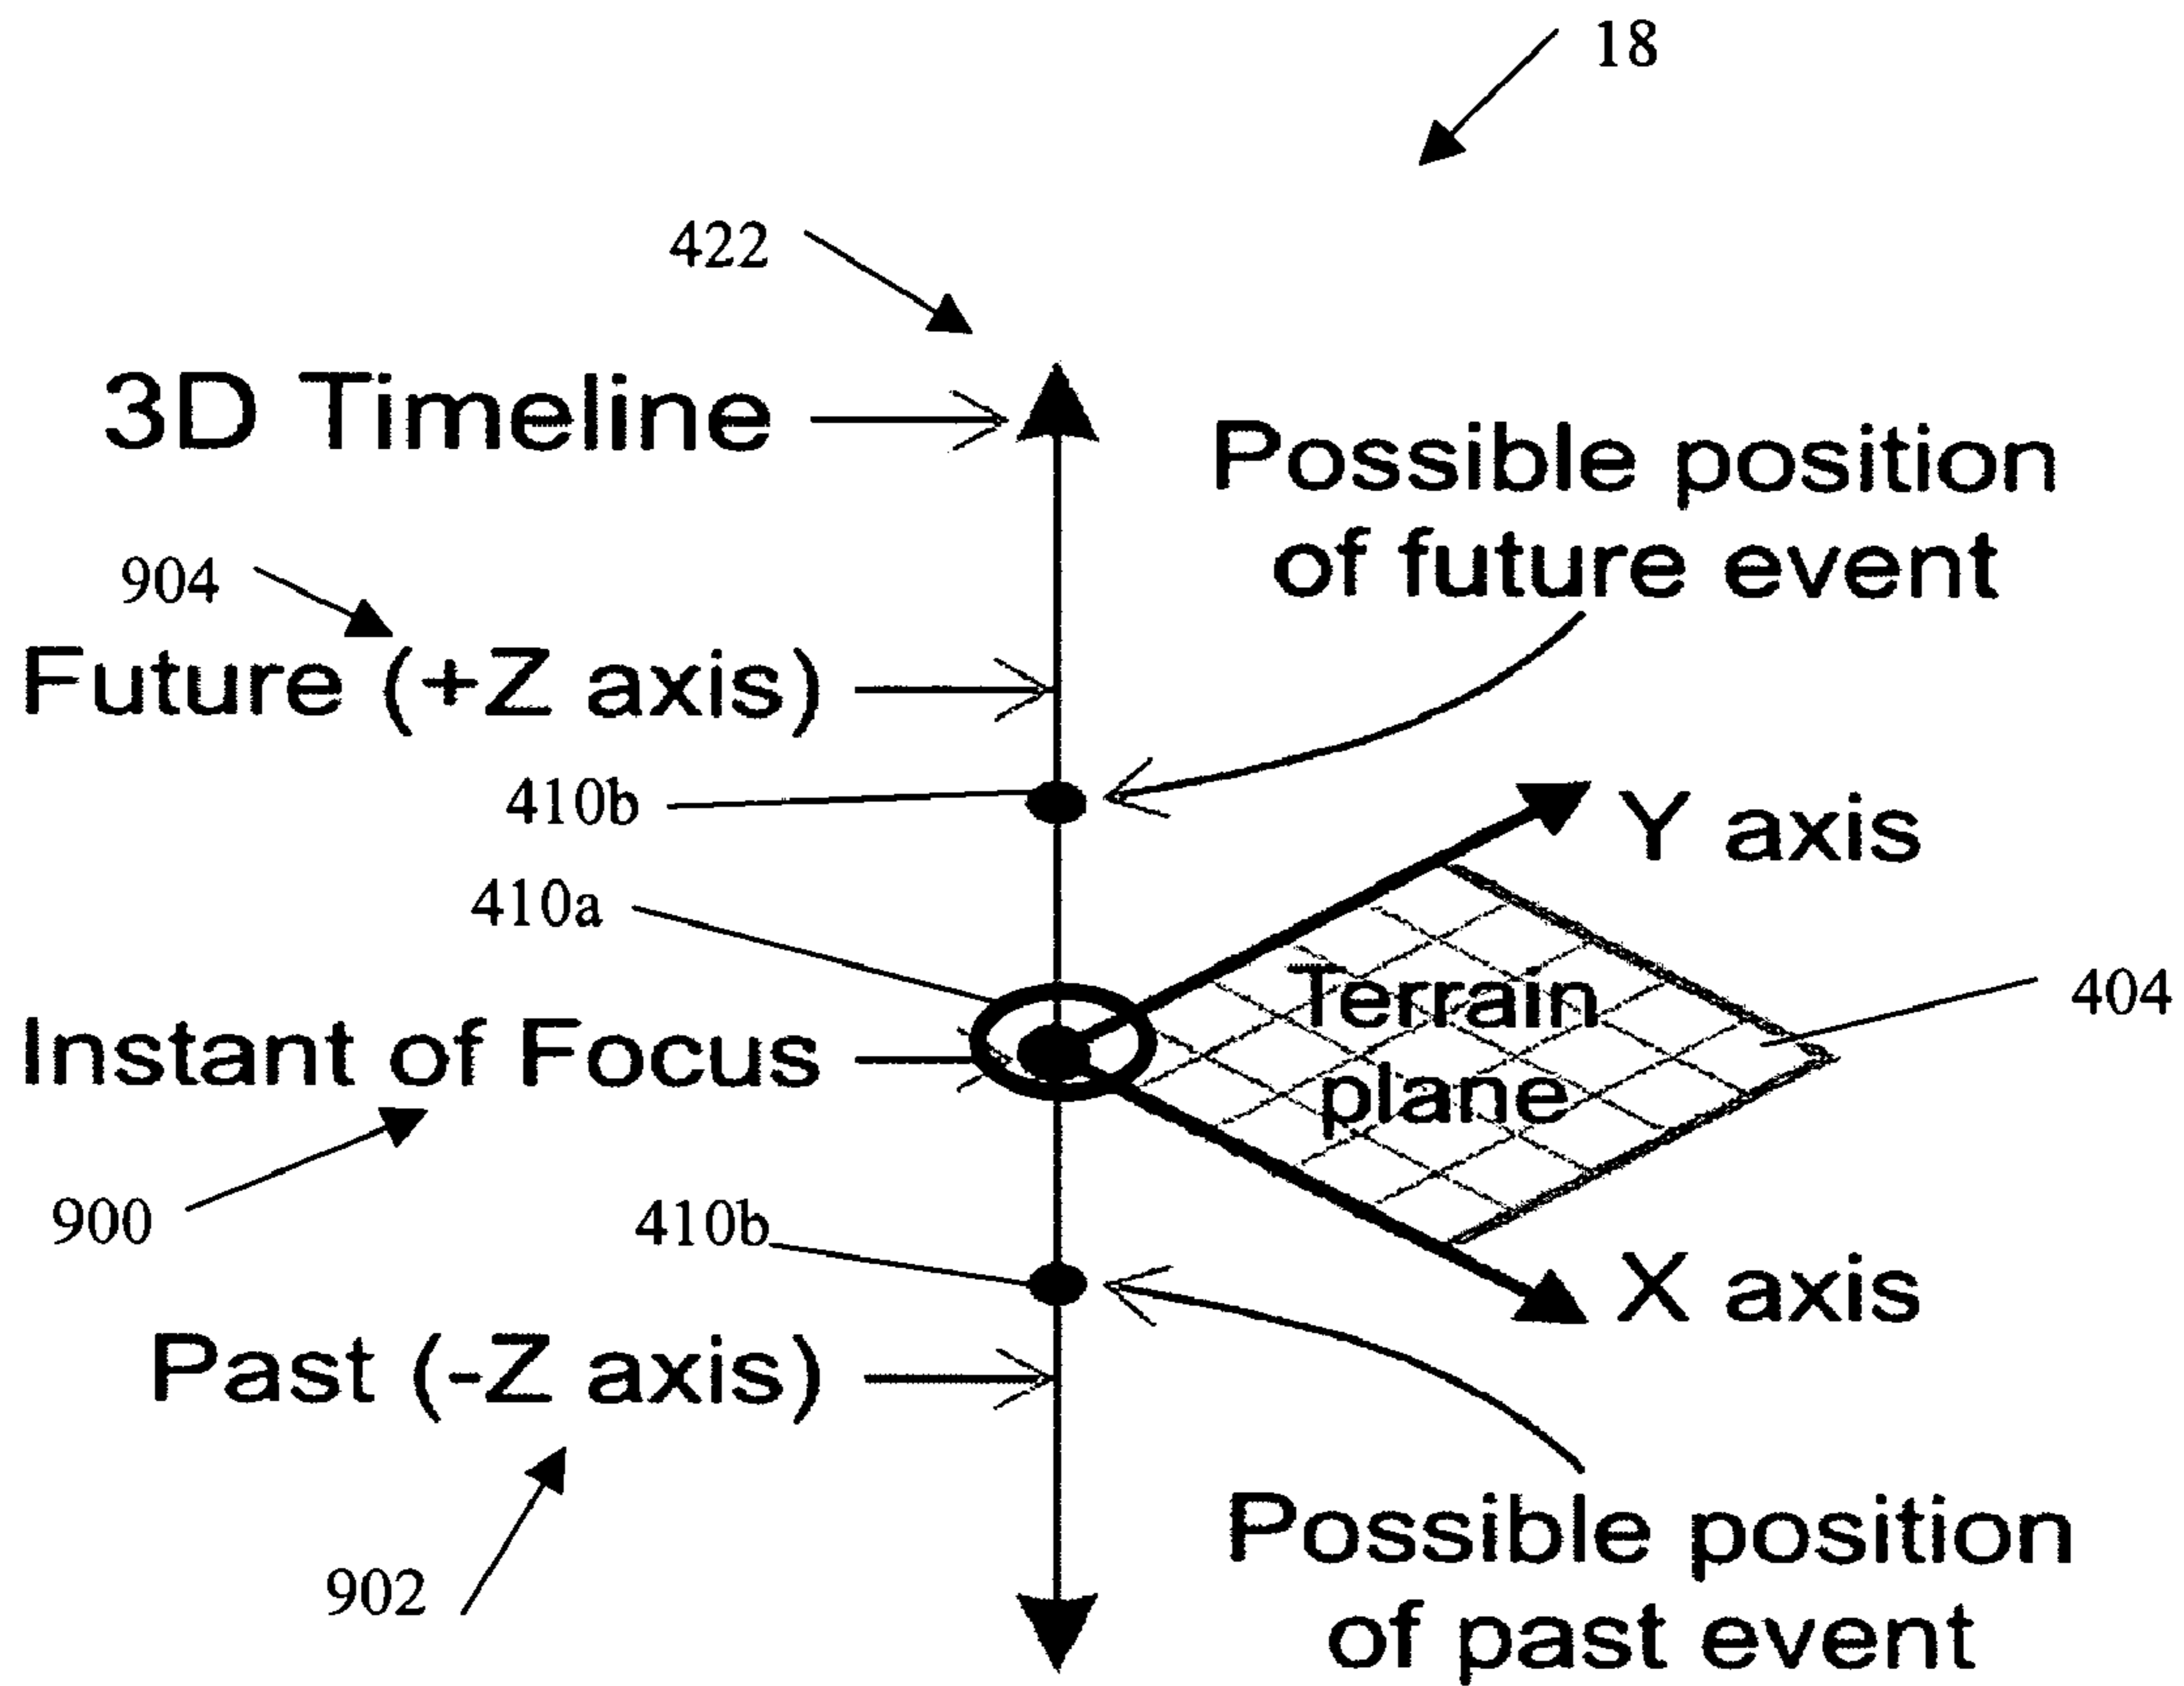 18
422
3D Timeline
Possible position
of future event
904
Future (+Z axis)
410b
Y axis
410a
Terrain
plane
404
Instant of Focus
900
410b
X axis
Past (-Z axis)
902
Possible position
of past event